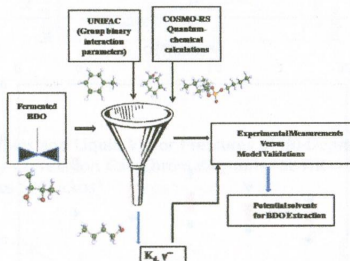 UNIFAC
(Group binary
interaction
parameters)
COSMO-RS
Quantum-
chemical
calculations
Fermented
BDO
Experimental Measurements
Versus
Model Validations
Potential solvents
for BDO Extraction